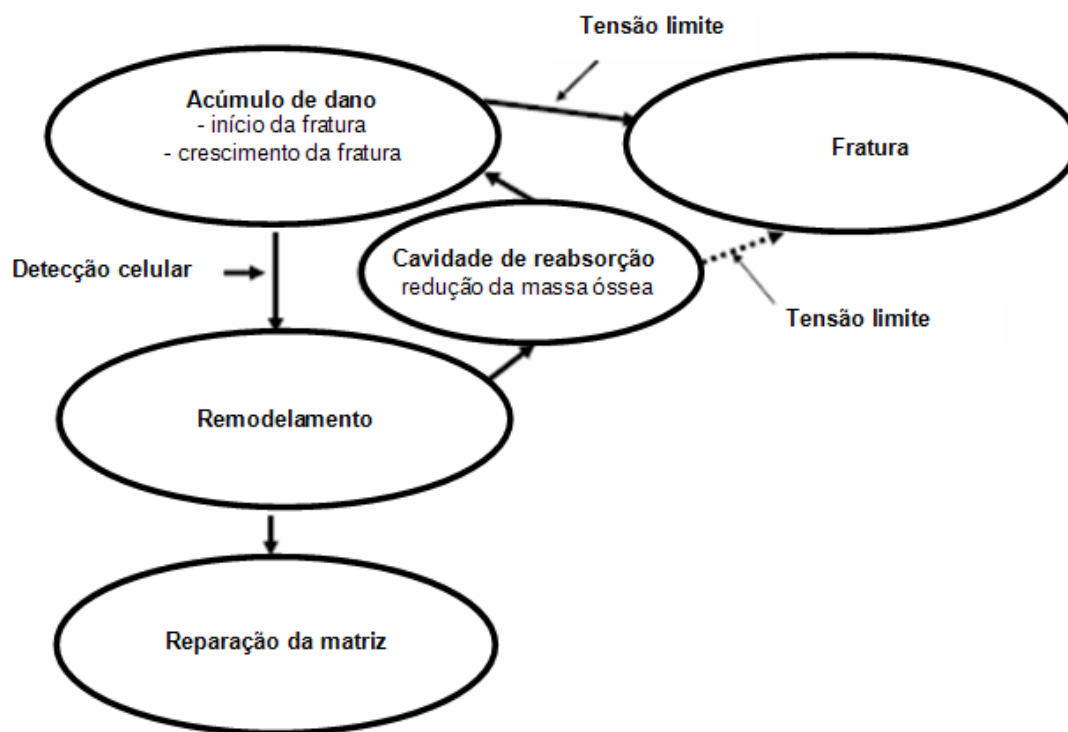 Tensão limite
Acúmulo de dano
- início da fratura
- crescimento da fratura
Fratura
Detecção celular
Cavidade de reabsorção
redução da massa óssea
Tensão limite
Remodelamento
Reparação da matriz